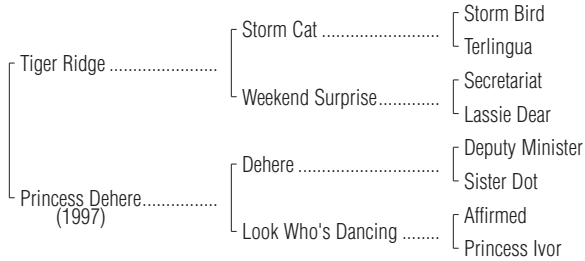 Storm Bird
Storm Cat ..........................
Terlingua
Tiger Ridge .......................
Secretariat
Weekend Surprise.............
Lassie Dear
Deputy Minister
Dehere ...............................
Sister Dot
Princess Dehere................
(1997)
Affirmed
Look Who's Dancing ........
Princess Ivor